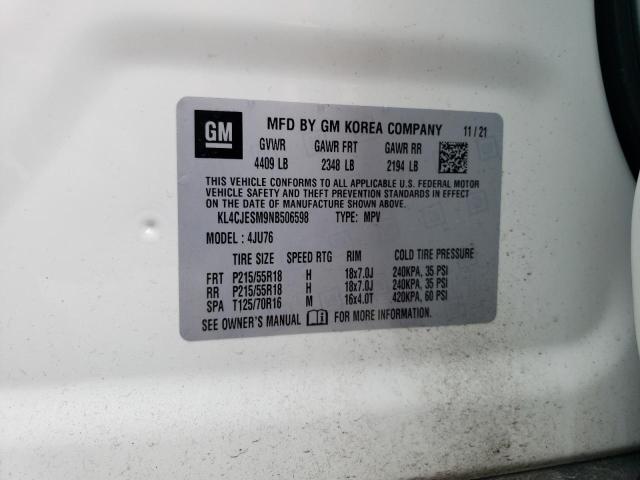 GM MFD BY GM KOREA COMPANY 11/21
GVWR GAWR FRT GAWR RR
4409 LB 2348 LB 2194 LB
THIS VEHICLE CONFORMS TO ALL APPLICABLE U.S. FEDERAL MOTOR
VEHICLE SAFETY AND THEFT PREVENTION STANDARDS IN EFFECT
ON THE DATE OF MANUFACTURE SHOWN ABOVE.
KL4CJESM9NB506598 TYPE: MPV
MODEL: 4JU76
TIRE SIZE SPEED RTG RIM COLD TIRE PRESSURE
FRT P215/55R18 H 18x7.0J 240KPA, 35 PSI
RR P215/55R18 H 18x7.0J 240KPA, 35 PSI
SPA T125/70R16 M 16x4.0T 420KPA, 60 PSI
SEE OWNER'S MANUAL FOR MORE INFORMATION.